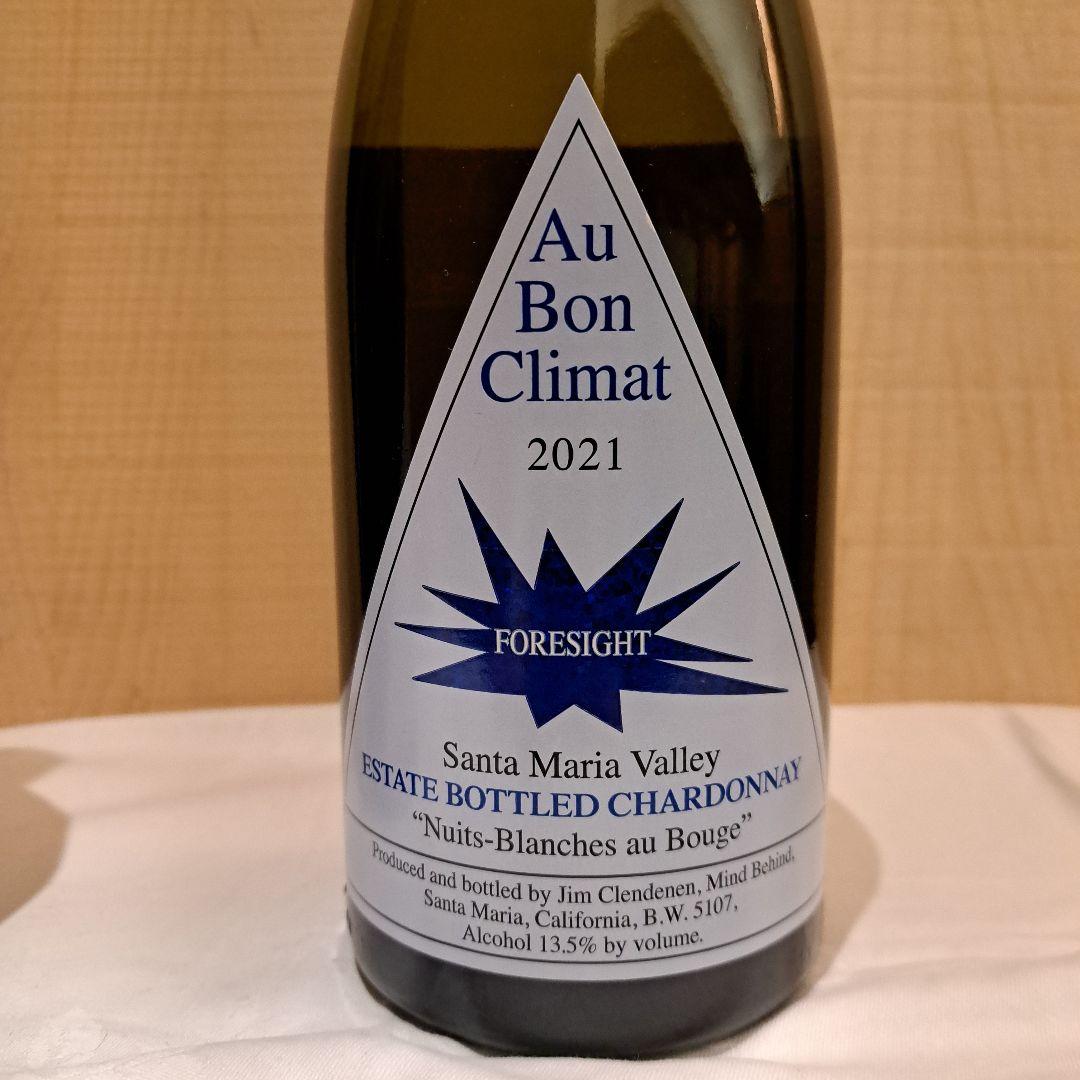 Au
Bon
Climat
2021
FORESIGHT
Santa Maria Valley
ESTATE BOTTLED CHARDONNAY
“Nuits-Blanches au Bouge”
Produced and bottled by Jim Clendenen, Mind Behind,
Santa Maria, California, B.W. 5107,
Alcohol 13.5% by volume.